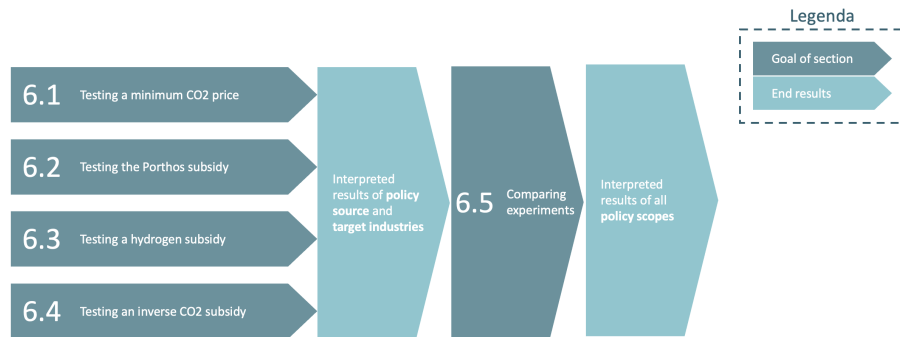 Legenda
Goal of section
End results
6.1 Testing a minimum CO2 price
6.2 Testing the Porthos subsidy
6.3 Testing a hydrogen subsidy
6.4 Testing an inverse CO2 subsidy
Interpreted
results of policy
source and
target industries
6.5 Comparing
experiments
Interpreted
results of all
policy scopes